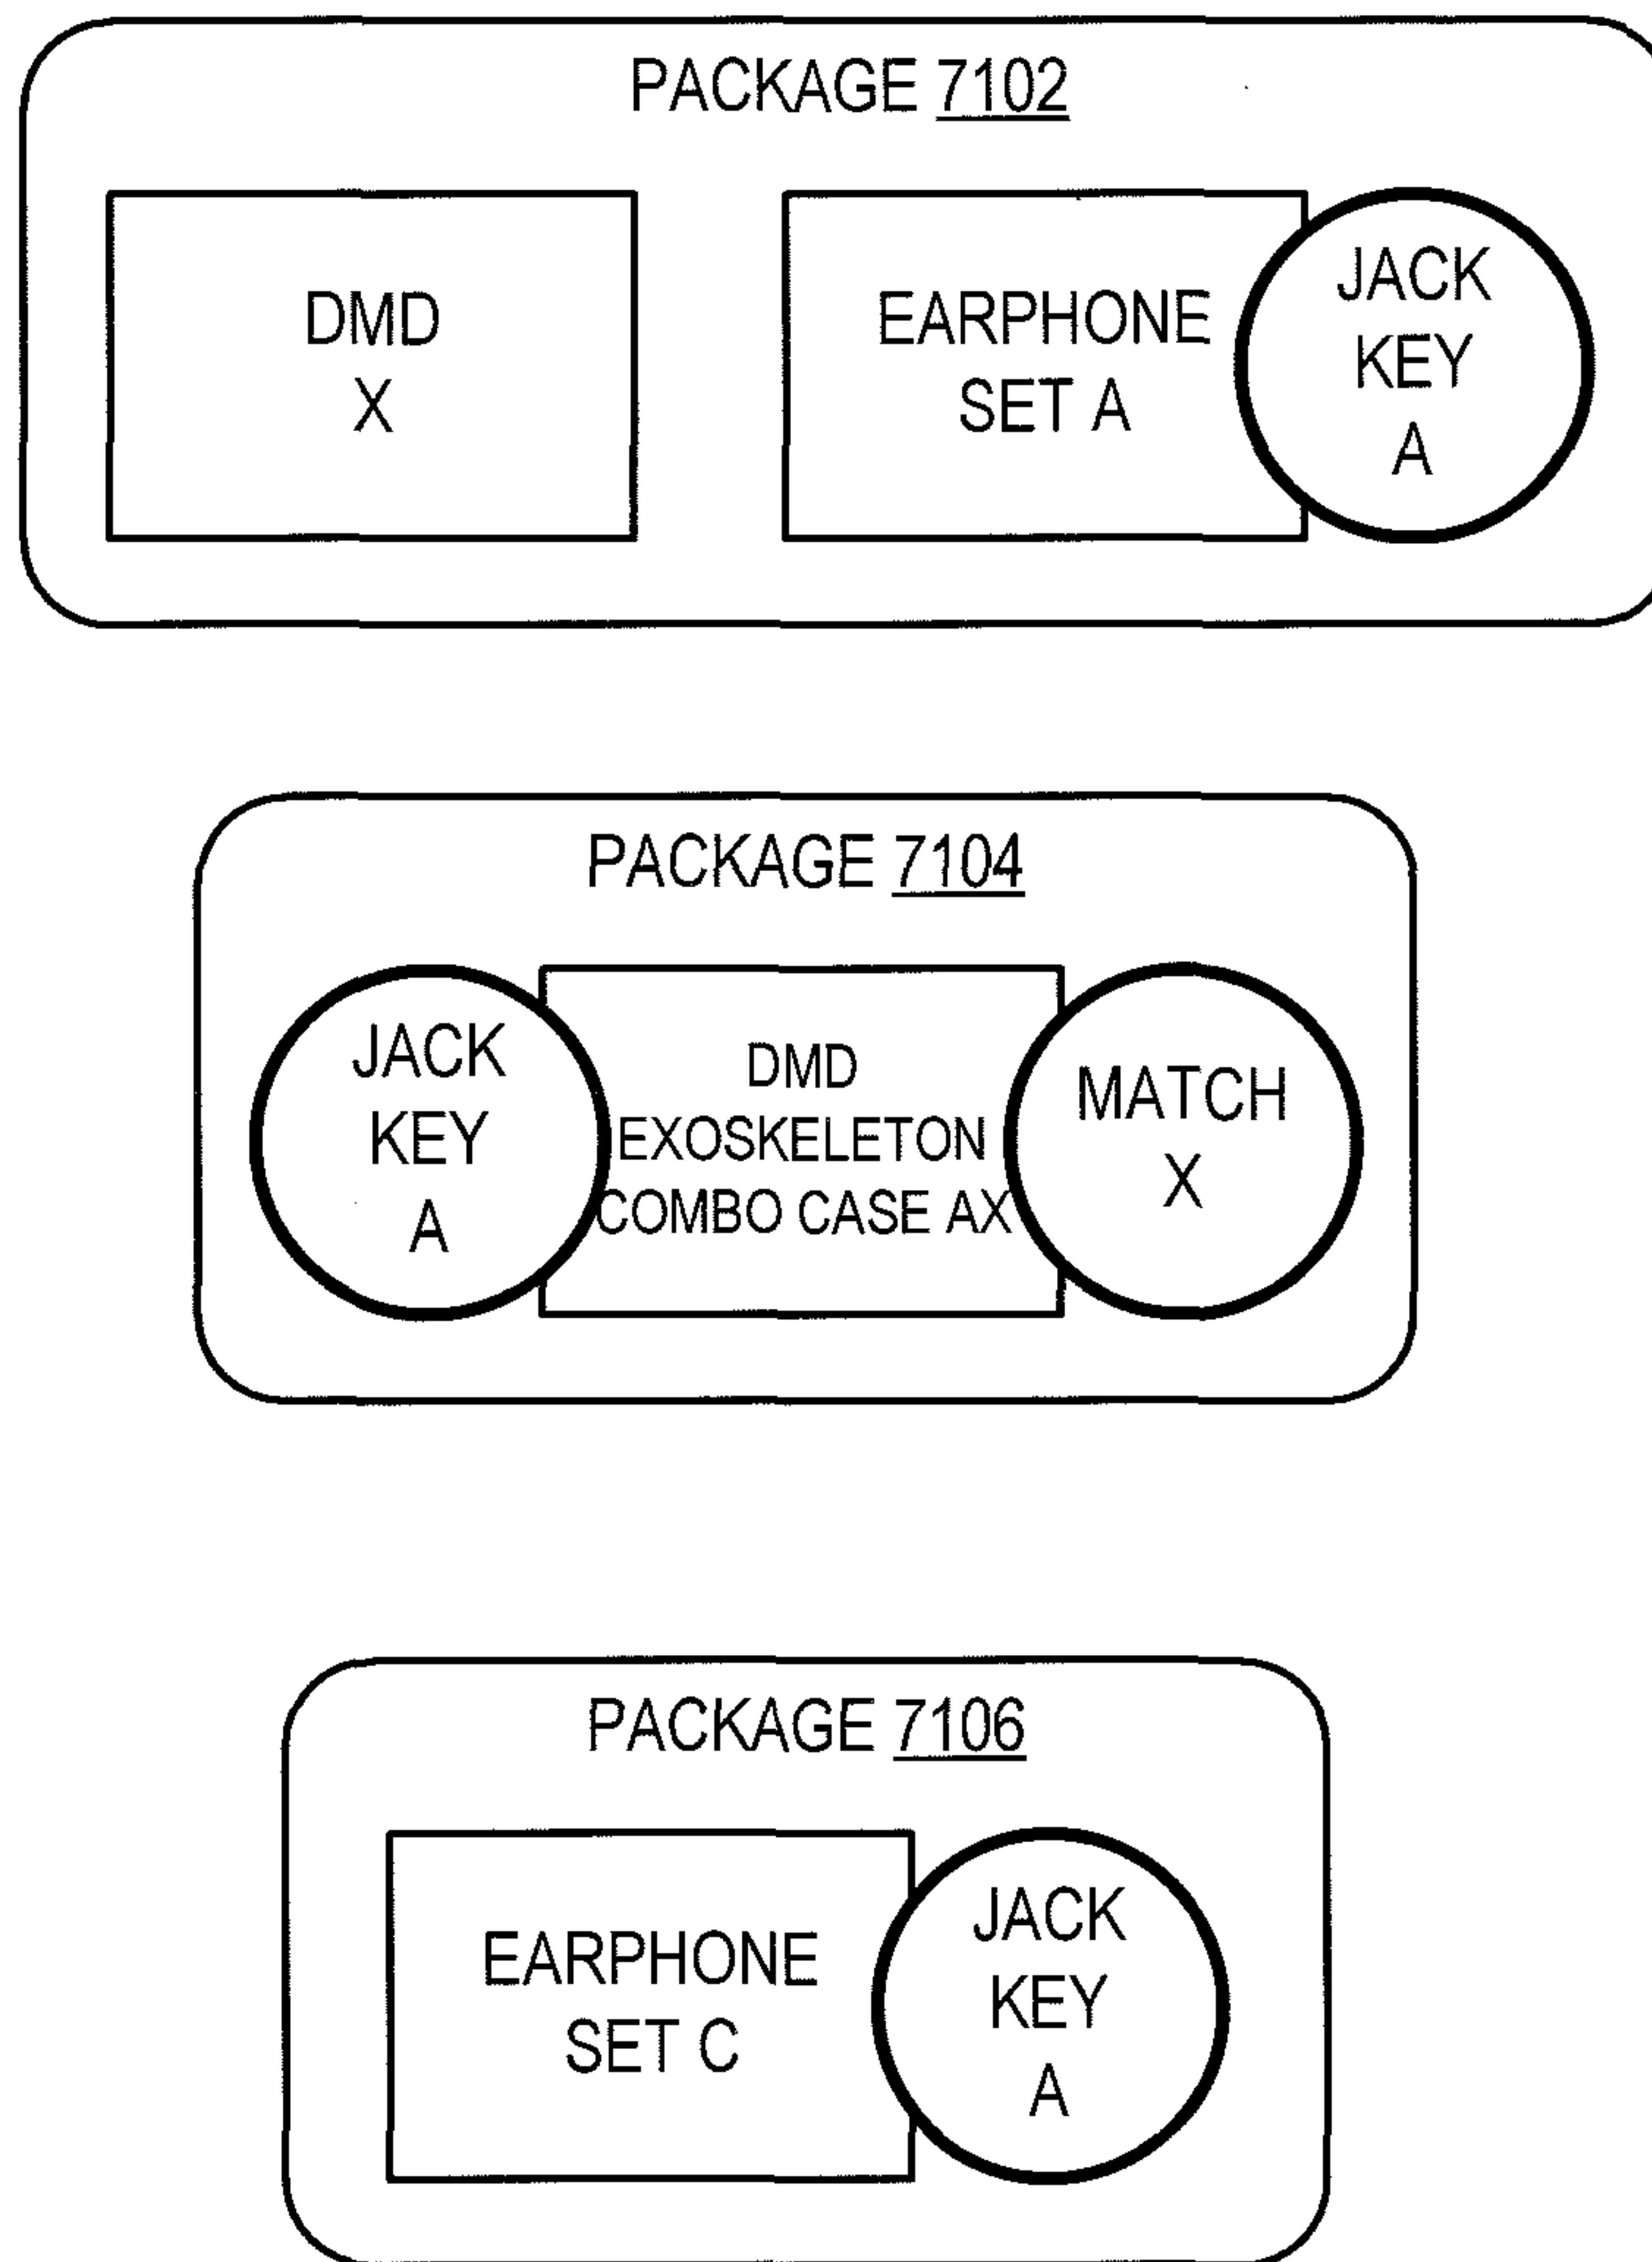 PACKAGE 7102
DMD
X
EARPHONE
SET A
JACK
KEY
A
PACKAGE 7104
JACK
KEY
A
DMD
EXOSKELETON
COMBO CASE AX
MATCH
X
PACKAGE 7106
EARPHONE
SET C
JACK
KEY
A